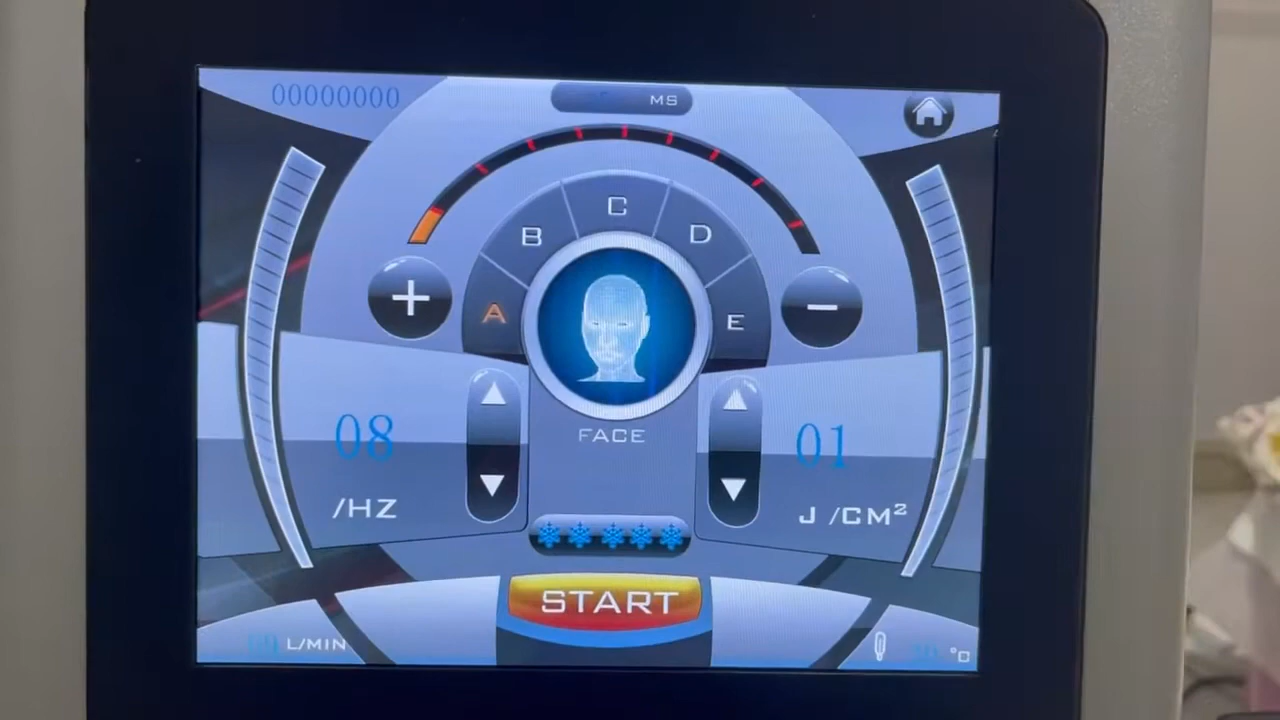 00000000
MS
C
B
D
A
E
FACE
08
01
/HZ
J /CM²
START
L/MIN
°C